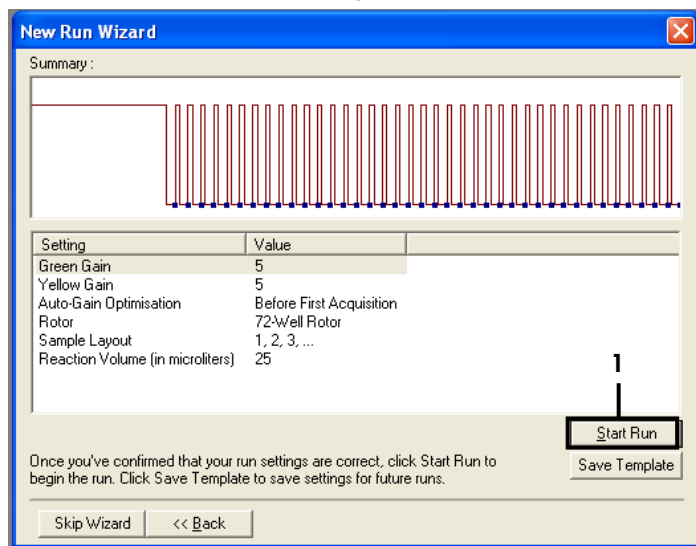 New Run Wizard
Summary :
Setting Value
Green Gain 5
Yellow Gain 5
Auto-Gain Optimisation Before First Acquisition
Rotor 72-Well Rotor
Sample Layout 1, 2, 3, ...
Reaction Volume (in microliters) 25
1
Start Run
Once you've confirmed that your run settings are correct, click Start Run to
begin the run. Click Save Template to save settings for future runs.
Save Template
Skip Wizard << Back